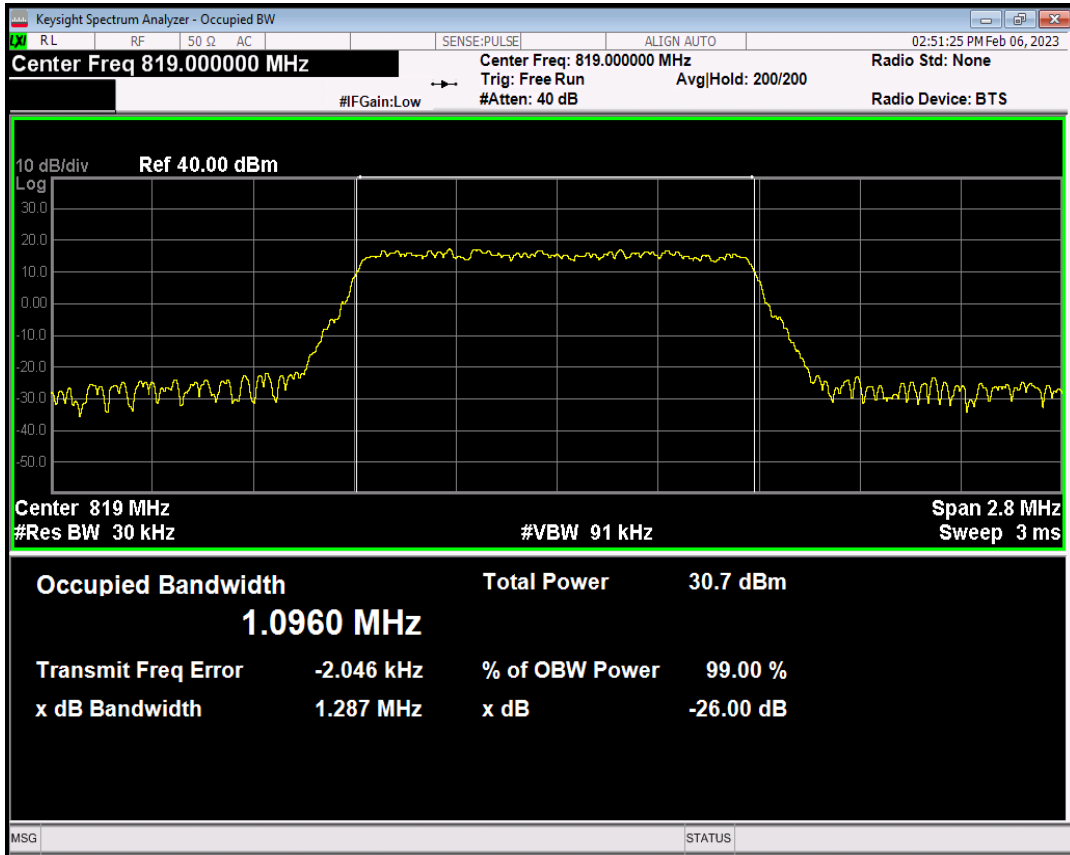 Keysight Spectrum Analyzer - Occupied BW
LXI RL RF 50 Ω AC SENSE:PULSE ALIGN AUTO 02:51:25 PM Feb 06, 2023
Center Freq 819.000000 MHz Center Freq: 819.000000 MHz Radio Std: None
Trig: Free Run Avg|Hold: 200/200
#IFGain:Low #Atten: 40 dB Radio Device: BTS
10 dB/div Ref 40.00 dBm
Log
30.0
20.0
10.0
0.00
-10.0
-20.0
-30.0
-40.0
-50.0
Center 819 MHz Span 2.8 MHz
#Res BW 30 kHz #VBW 91 kHz Sweep 3 ms
Occupied Bandwidth Total Power 30.7 dBm
1.0960 MHz
Transmit Freq Error -2.046 kHz % of OBW Power 99.00 %
x dB Bandwidth 1.287 MHz x dB -26.00 dB
MSG STATUS